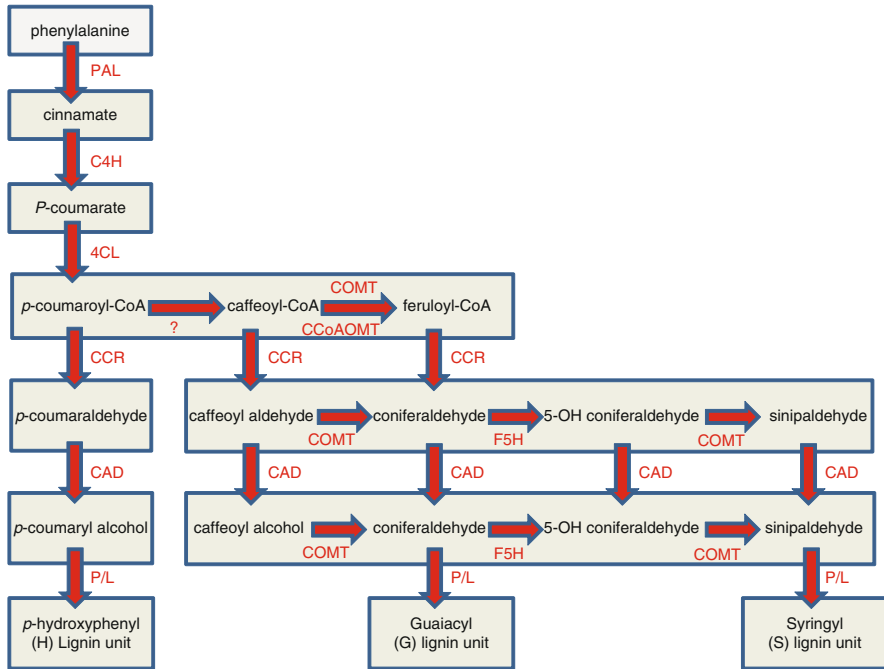 phenylalanine
PAL
cinnamate
C4H
P-coumarate
4CL
COMT
p-coumaroyl-CoA caffeoyl-CoA feruloyl-CoA
? CCoAOMT
CCR CCR CCR
p-coumaraldehyde caffeoyl aldehyde coniferaldehyde 5-OH coniferaldehyde sinipaldehyde
COMT F5H COMT
CAD CAD CAD CAD CAD
p-coumaryl alcohol caffeoyl alcohol coniferaldehyde 5-OH coniferaldehyde sinipaldehyde
COMT F5H COMT
P/L P/L P/L
p-hydroxyphenyl Guaiacyl Syringyl
(H) Lignin unit (G) lignin unit (S) lignin unit